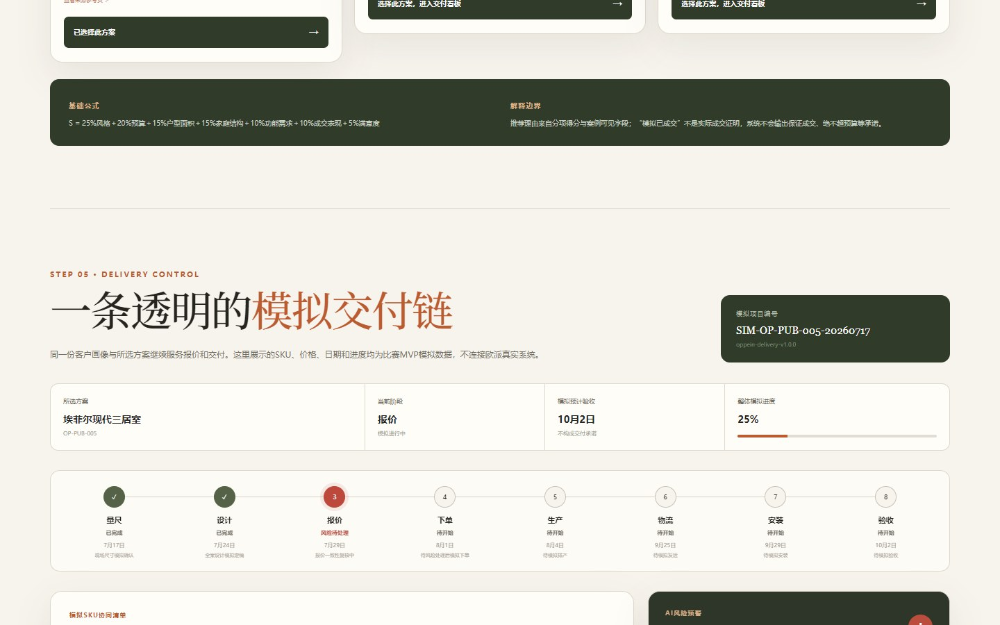 已选择此方案 →
选择此方案，进入交付看板 →
选择此方案，进入交付看板 →
基础公式
S = 25%风格 + 20%预算 + 15%户型面积 + 15%家庭结构 + 10%功能需求 + 10%成交表现 + 5%满意度
解释边界
推荐理由来自分项得分与案例可见字段；“模拟已成交”不是实际成交证明，系统不会输出保证成交、绝不超预算等承诺。
STEP 05 • DELIVERY CONTROL
一条透明的模拟交付链
同一份客户画像与所选方案继续服务报价和交付。这里展示的SKU、价格、日期和进度均为比赛MVP模拟数据，不连接欧派真实系统。
模拟项目编号
SIM-OP-PUB-005-20260717
oppein-delivery-v1.0.0
所选方案
埃菲尔现代三居室
OP-PUB-005
当前阶段
报价
模拟进行中
模拟预计验收
10月2日
不构成交付承诺
整体模拟进度
25%
✓
量尺
已完成
7月17日
现场尺寸模拟确认
✓
设计
已完成
7月24日
全案设计模拟定稿
3
报价
风险待处理
7月29日
报价一致性复核中
4
下单
待开始
8月1日
待风险处理后模拟下单
5
生产
待开始
8月4日
待模拟排产
6
物流
待开始
9月25日
待模拟发运
7
安装
待开始
9月29日
待模拟安装
8
验收
待开始
10月2日
待模拟验收
模拟SKU协同清单
AI风险预警